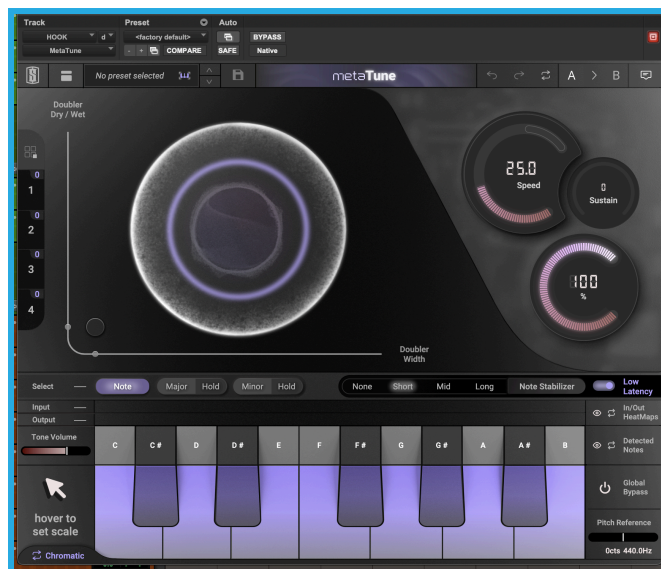 Track Preset Auto
HOOK d <factory default>
MetaTune - + COMPARE SAFE BYPASS Native
No preset selected metaTune A > B
Doubler
Dry / Wet
0
1
0
2
0
3
0
4
25.0
Speed
0
Sustain
100
%
Doubler
Width
Select Note Major Hold Minor Hold None Short Mid Long Note Stabilizer Low
Latency
Input
Output
In/Out
HeatMaps
Tone Volume
C C# D D# E F F# G G# A A# B
Detected
Notes
hover to
set scale
Global
Bypass
Pitch Reference
0cts 440.0Hz
Chromatic